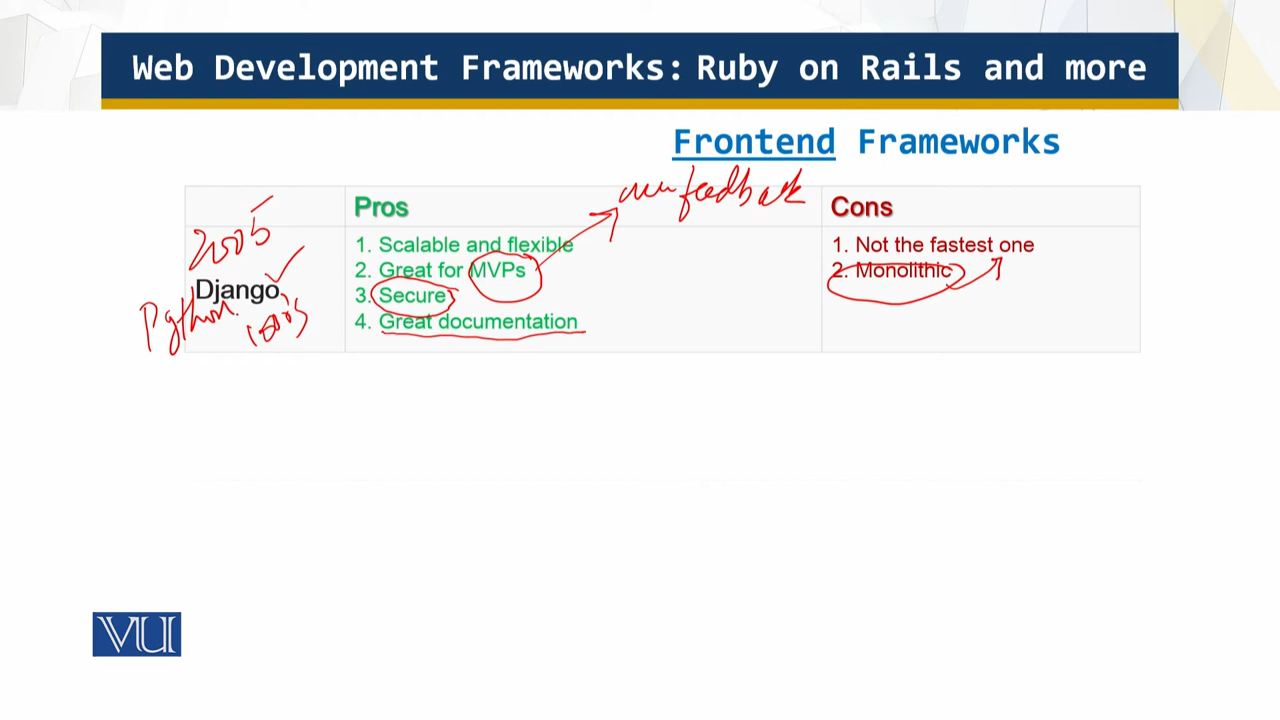 Web Development Frameworks: Ruby on Rails and more
Frontend Frameworks
feedback
Pros
Cons
2005
Django
Python
1. Scalable and flexible
2. Great for MVPs
3. Secure
4. Great documentation
1. Not the fastest one
2. Monolithic
VU